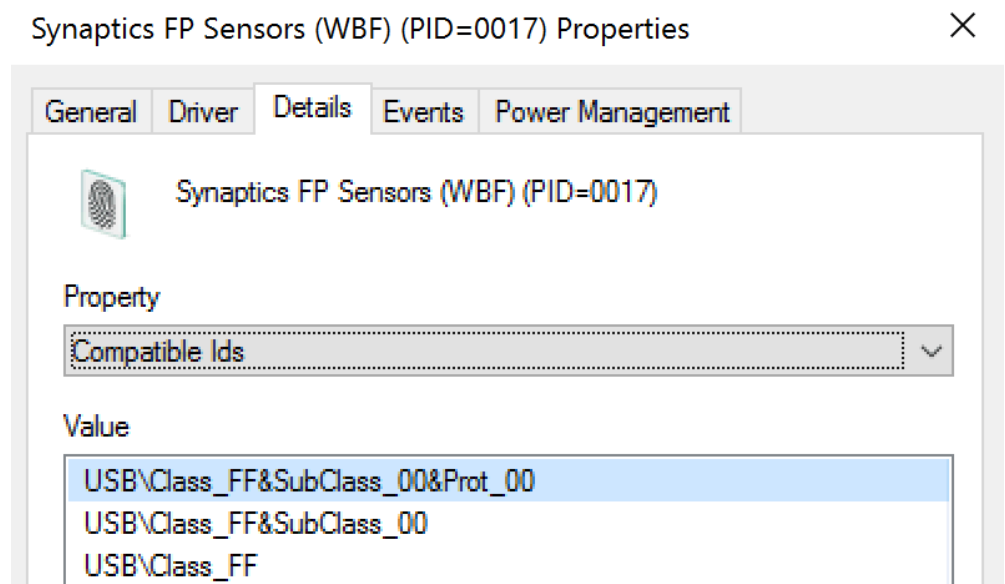 Synaptics FP Sensors (WBF) (PID=0017) Properties
General Driver Details Events Power Management
Synaptics FP Sensors (WBF) (PID=0017)
Property
Compatible Ids
Value
USB\Class_FF&SubClass_00&Prot_00
USB\Class_FF&SubClass_00
USB\Class_FF